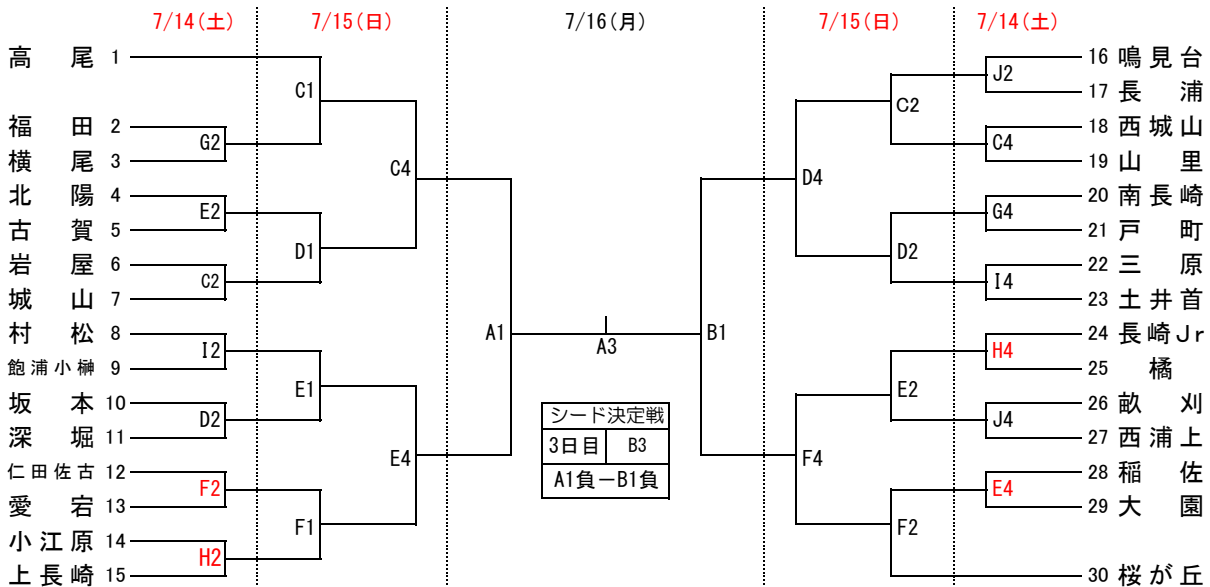 7/14(土) 7/15(日) 7/16(月) 7/15(日) 7/14(土)
高尾 1
C1
福田 2
G2
横尾 3
C4
北陽 4
E2
古賀 5
D1
岩屋 6
C2
城山 7
A1
村松 8
I2
飽浦小榊 9
E1
坂本 10
D2
深堀 11
E4
仁田佐古 12
F2
愛宕 13
F1
小江原 14
H2
上長崎 15
A3
シード決定戦
3日目 B3
A1負－B1負
16 鳴見台
J2
17 長浦
C2
18 西城山
C4
19 山里
D4
20 南長崎
G4
21 戸町
D2
22 三原
I4
23 土井首
B1
24 長崎Jr
H4
25 橘
E2
26 畝刈
J4
27 西浦上
F4
28 稲佐
E4
29 大園
F2
30 桜が丘